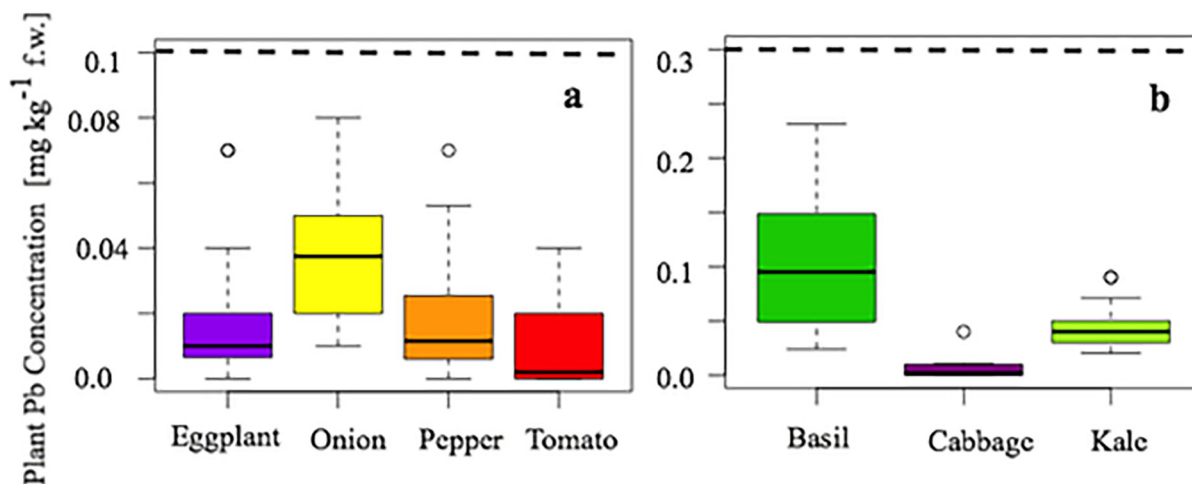 Plant Pb Concentration [mg kg-1 f.w.]
0.1
0.08
0.04
0.0
a
Eggplant
Onion
Pepper
Tomato
0.3
0.2
0.1
0.0
b
Basil
Cabbage
Kale